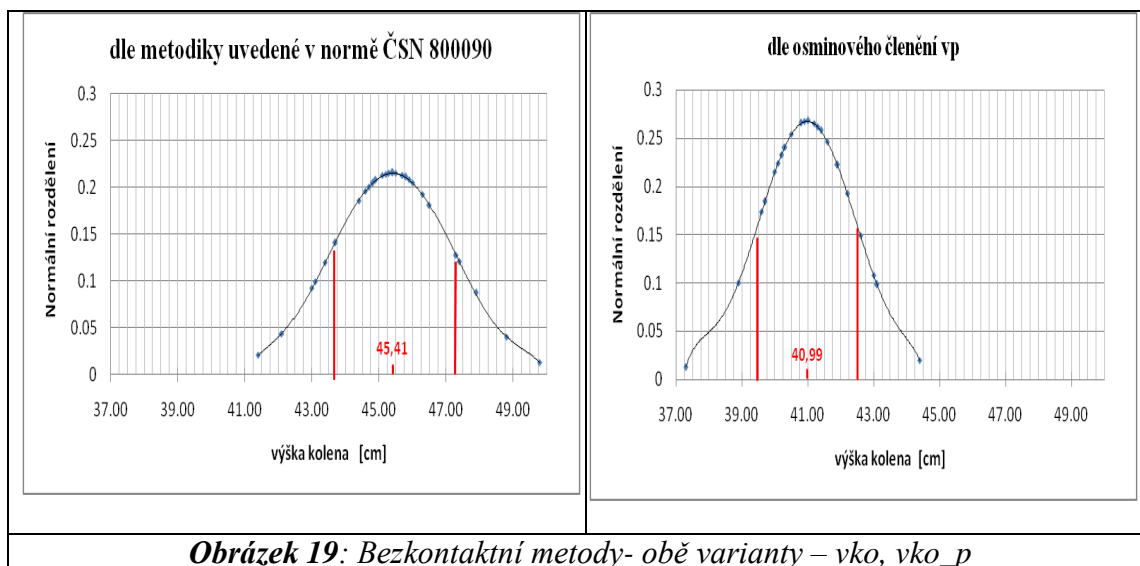 dle metodiky uvedené v normě ČSN 800090
Normální rozdělení
0.3
0.25
0.2
0.15
0.1
0.05
0
45,41
37.00 39.00 41.00 43.00 45.00 47.00 49.00
výška kolena [cm]
dle osminového členění vp
Normální rozdělení
0.3
0.25
0.2
0.15
0.1
0.05
0
40,99
37.00 39.00 41.00 43.00 45.00 47.00 49.00
výška kolena [cm]
Obrázek 19: Bezkontaktní metody- obě varianty – vko, vko_p